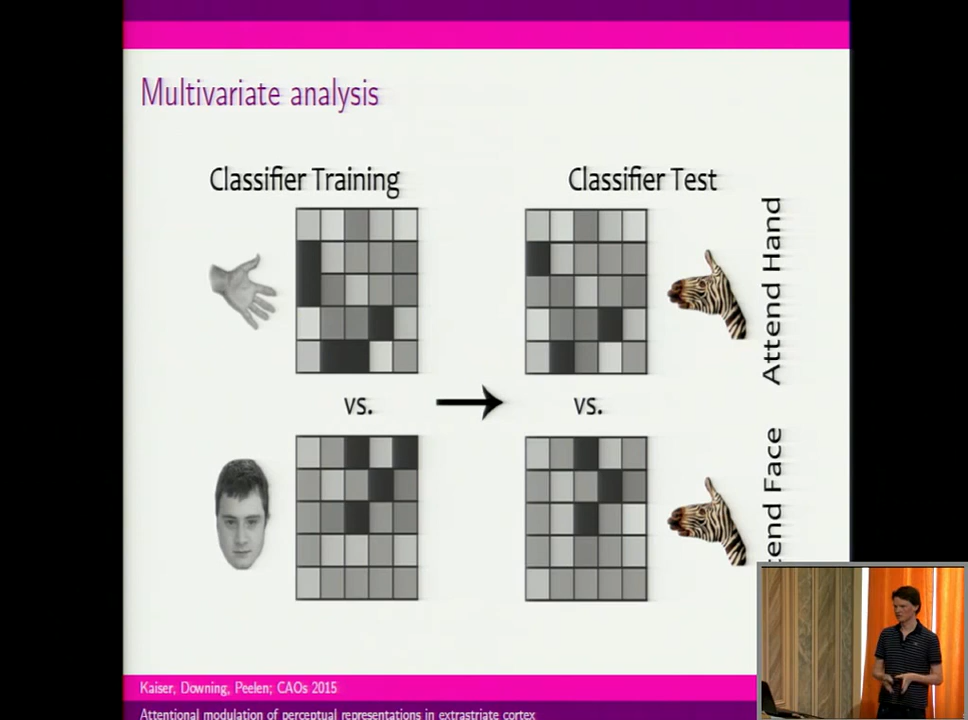 Multivariate analysis
Classifier Training
Classifier Test
Attend Hand
vs.
vs.
end Face
Kaiser, Downing, Peelen; CAOs 2015
Attentional modulation of perceptual representations in extrastriate cortex